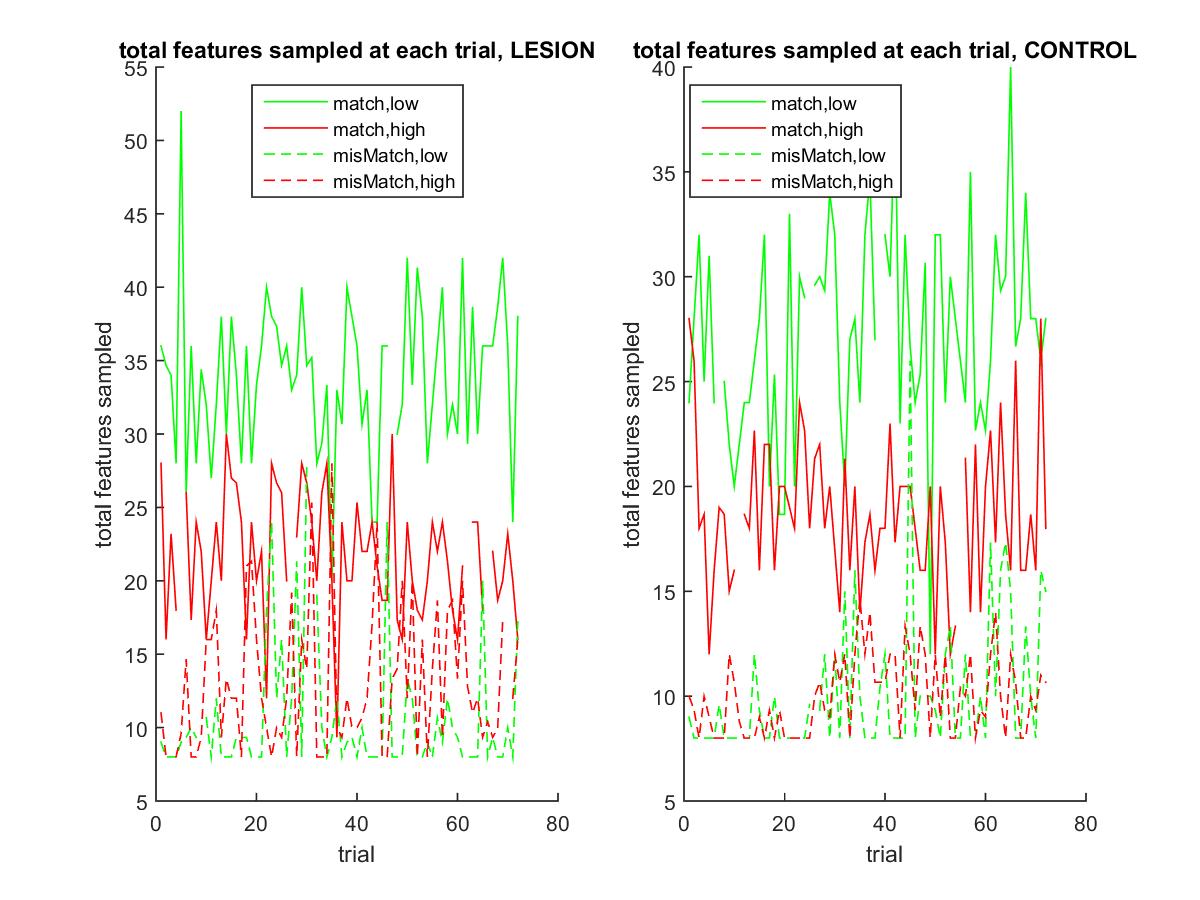 total features sampled at each trial, LESION
total features sampled
55
50
45
40
35
30
25
20
15
10
5
match,low
match,high
misMatch,low
misMatch,high
0 20 40 60 80
trial
total features sampled at each trial, CONTROL
total features sampled
40
35
30
25
20
15
10
5
match,low
match,high
misMatch,low
misMatch,high
0 20 40 60 80
trial